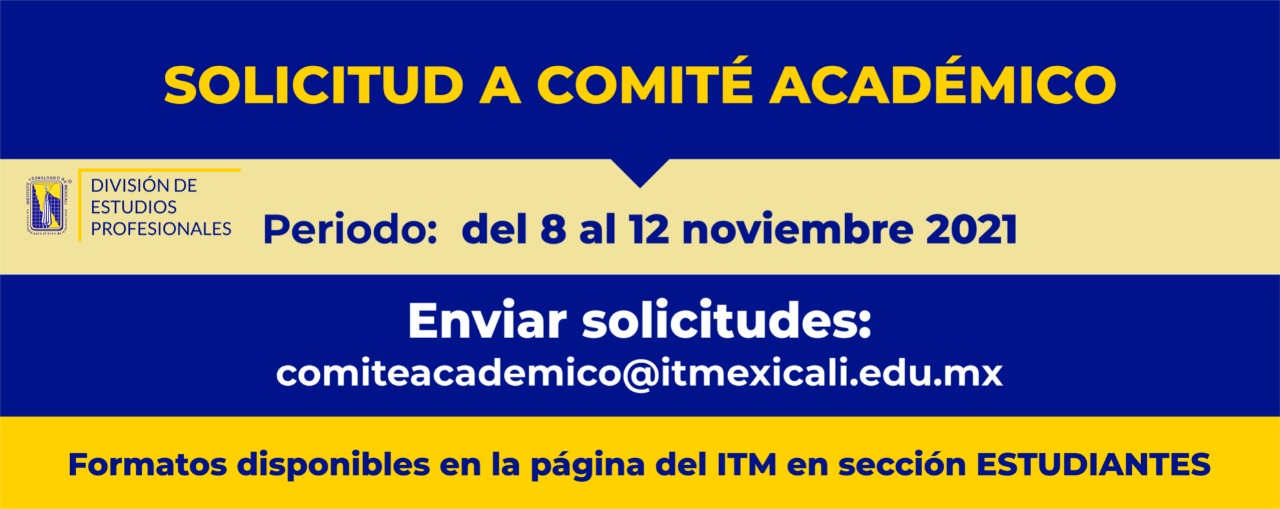 SOLICITUD A COMITÉ ACADÉMICO
DIVISIÓN DE
ESTUDIOS
PROFESIONALES
Periodo: del 8 al 12 noviembre 2021
Enviar solicitudes:
comiteacademico@itmexicali.edu.mx
Formatos disponibles en la página del ITM en sección ESTUDIANTES